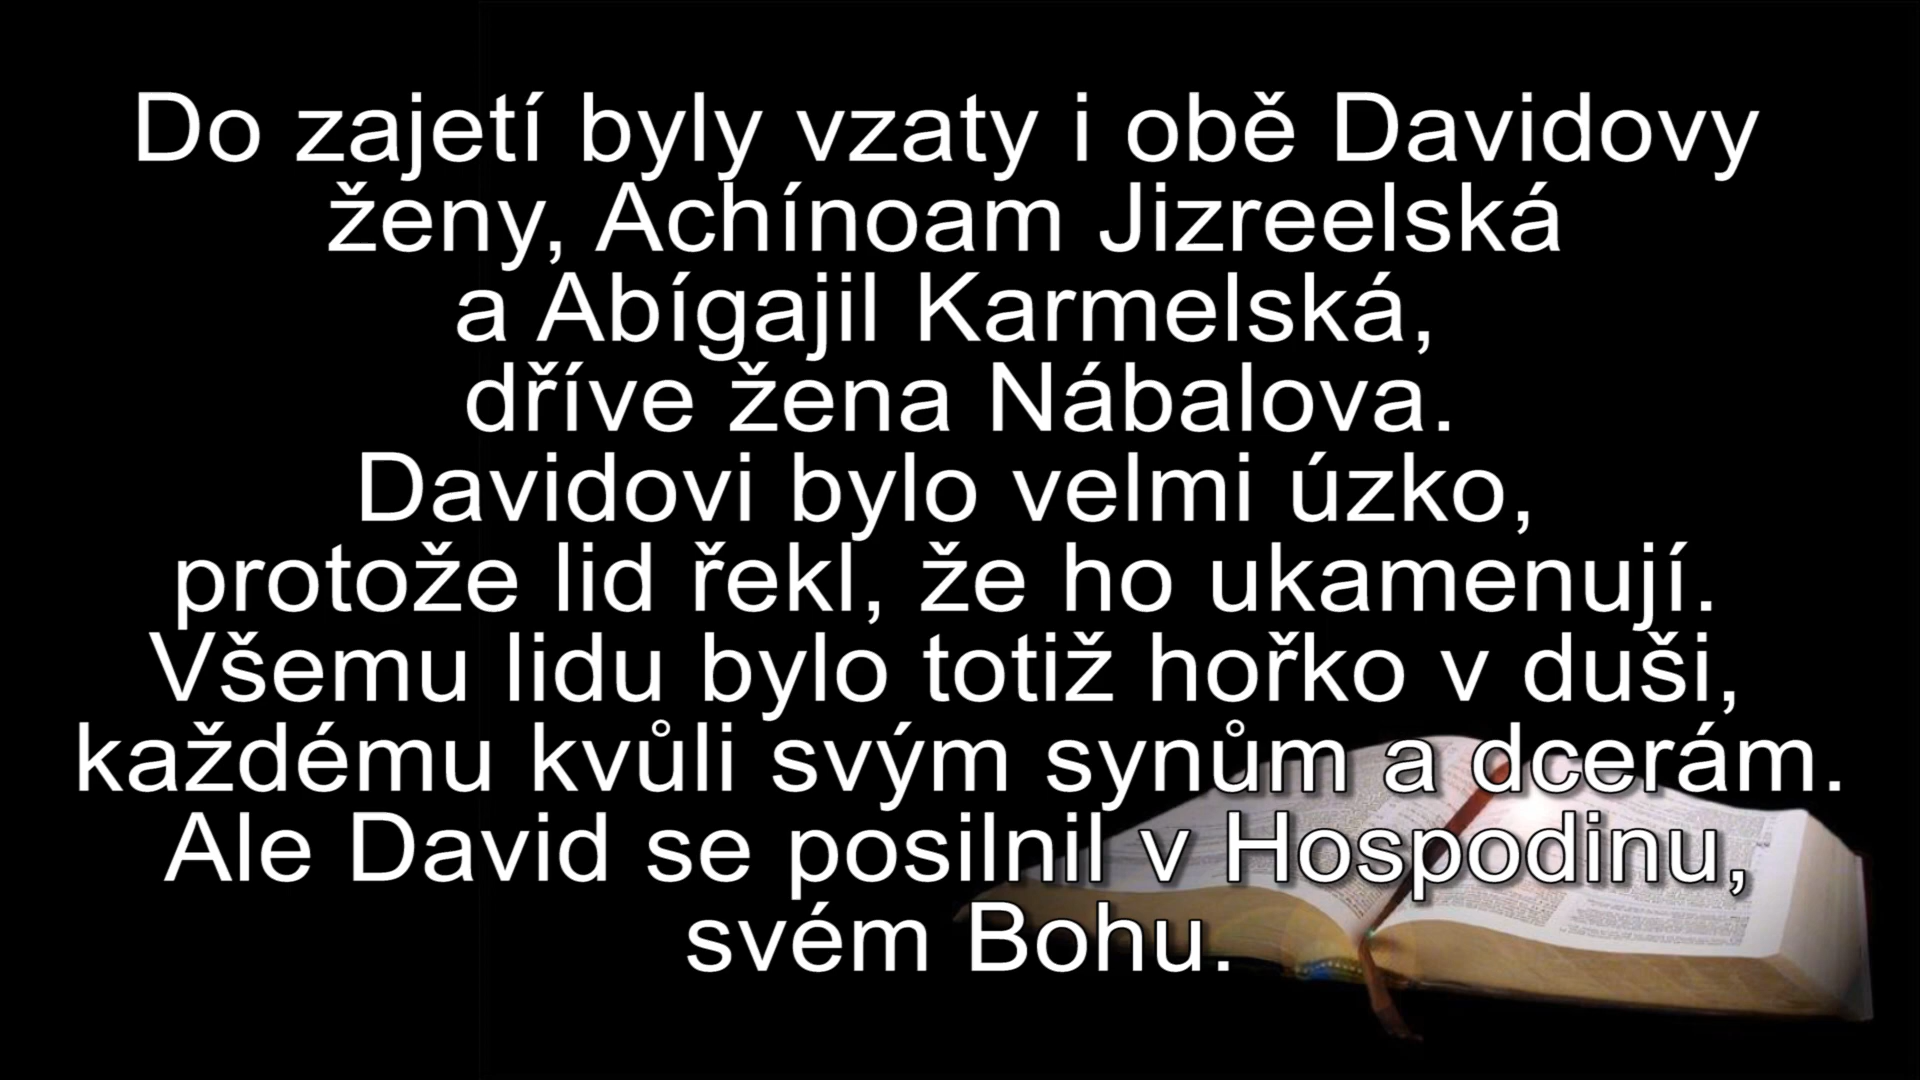 Do zajetí byly vzaty i obě Davidovy
ženy, Achínoam Jizreelská
a Abígajil Karmelská,
dříve žena Nábalova.
Davidovi bylo velmi úzko,
protože lid řekl, že ho ukamenují.
Všemu lidu bylo totiž hořko v duši,
každému kvůli svým synům a dcerám.
Ale David se posilnil v Hospodinu,
svém Bohu.